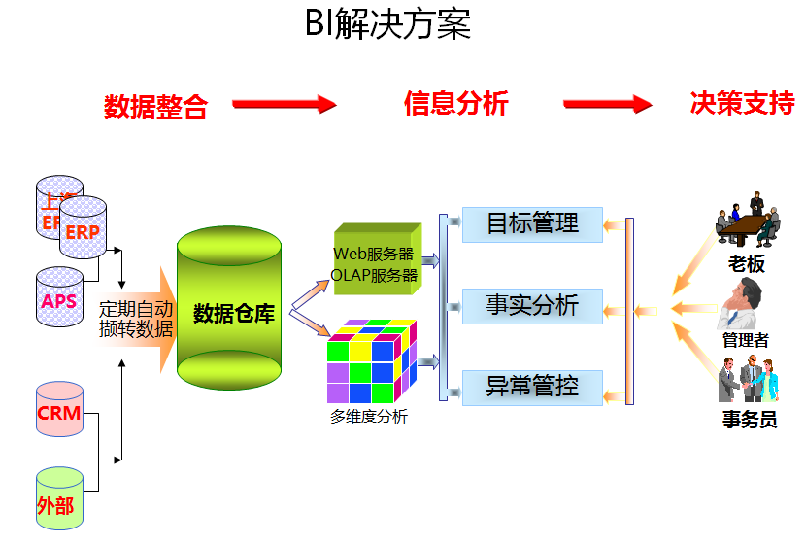 BI解决方案
数据整合
信息分析
决策支持
上海
ERP
APS
CRM
外部
定期自动
撷转数据
数据仓库
Web服务器
OLAP服务器
多维度分析
目标管理
事实分析
异常管控
老板
管理者
事务员